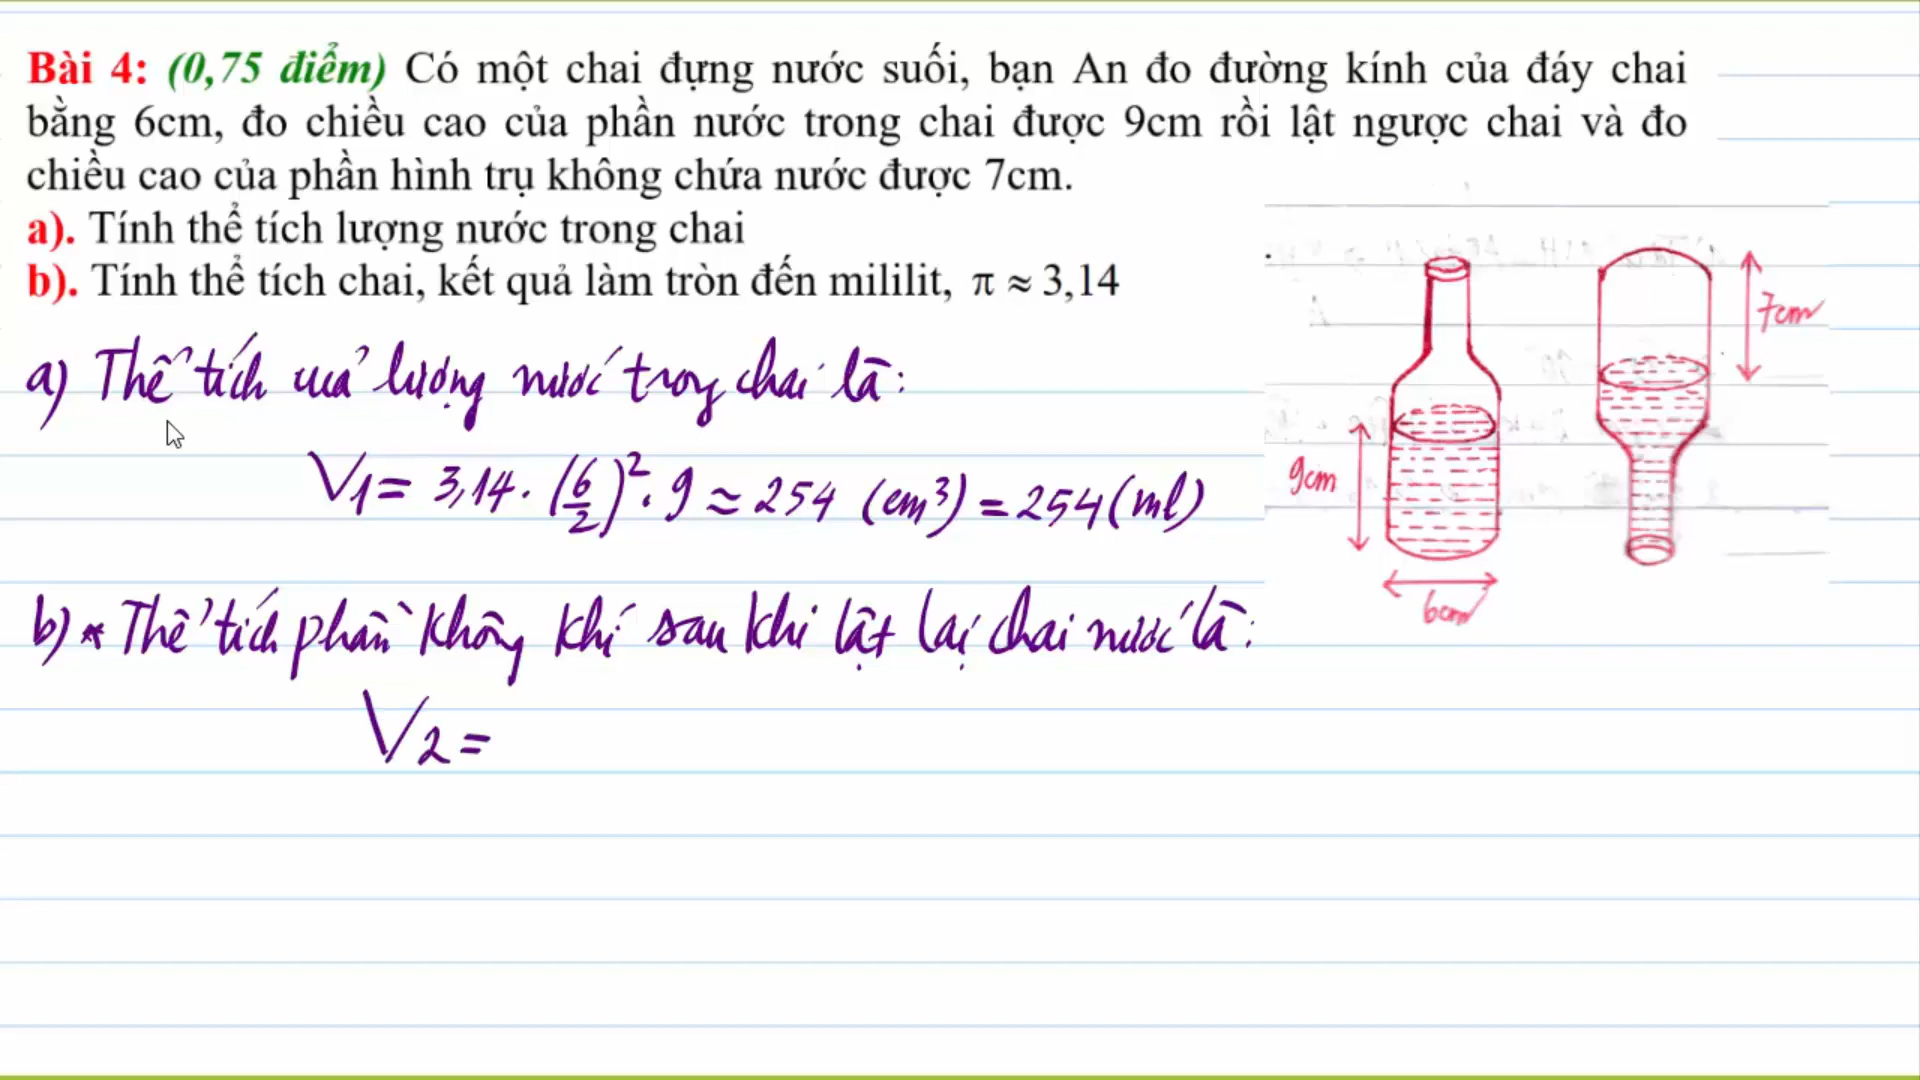 Bài 4: (0,75 điểm) Có một chai đựng nước suối, bạn An đo đường kính của đáy chai
bằng 6cm, đo chiều cao của phần nước trong chai được 9cm rồi lật ngược chai và đo
chiều cao của phần hình trụ không chứa nước được 7cm.
a). Tính thể tích lượng nước trong chai
b). Tính thể tích chai, kết quả làm tròn đến mililit, π ≈ 3,14
a) Thể tích của lượng nước trong chai là:
V1 = 3,14 . (6/2)² . 9 ≈ 254 (cm³) = 254 (ml)
b) * Thể tích phần không khí sau khi lật lại chai nước là:
V2 =
7cm
9cm
6cm